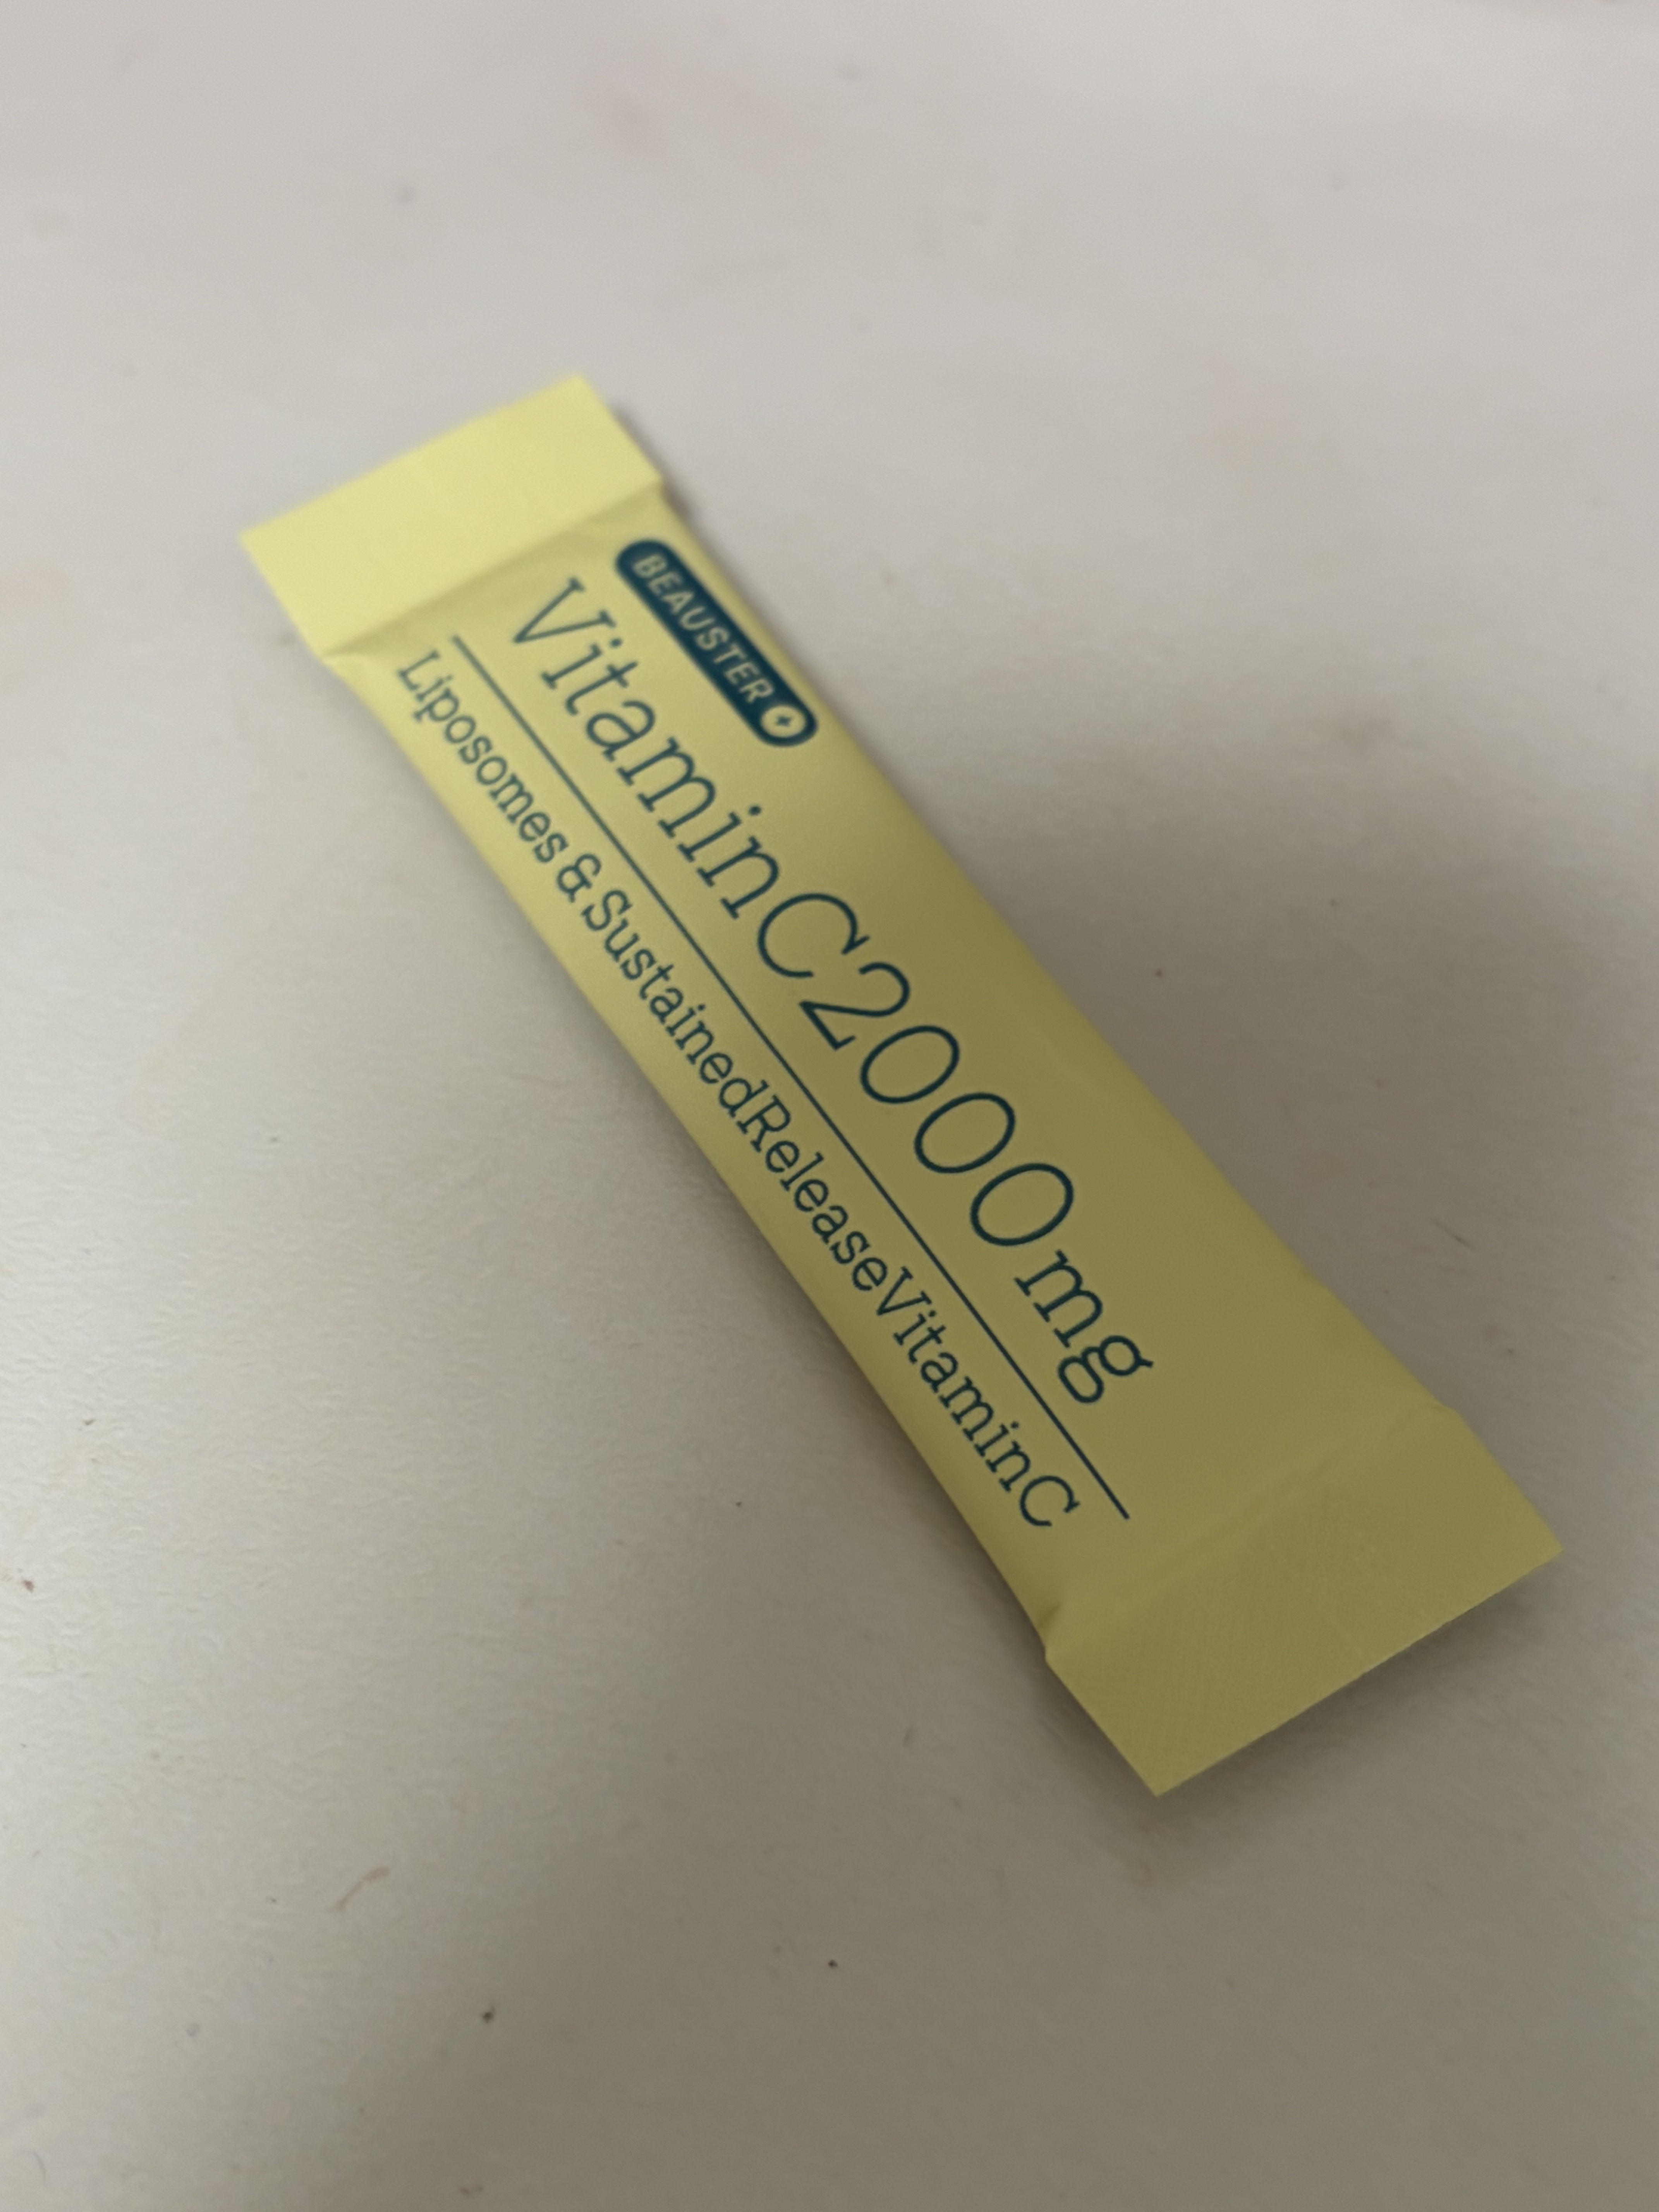 BEAUSTER+
VitaminC2000mg
Liposomes & SustainedReleaseVitaminC